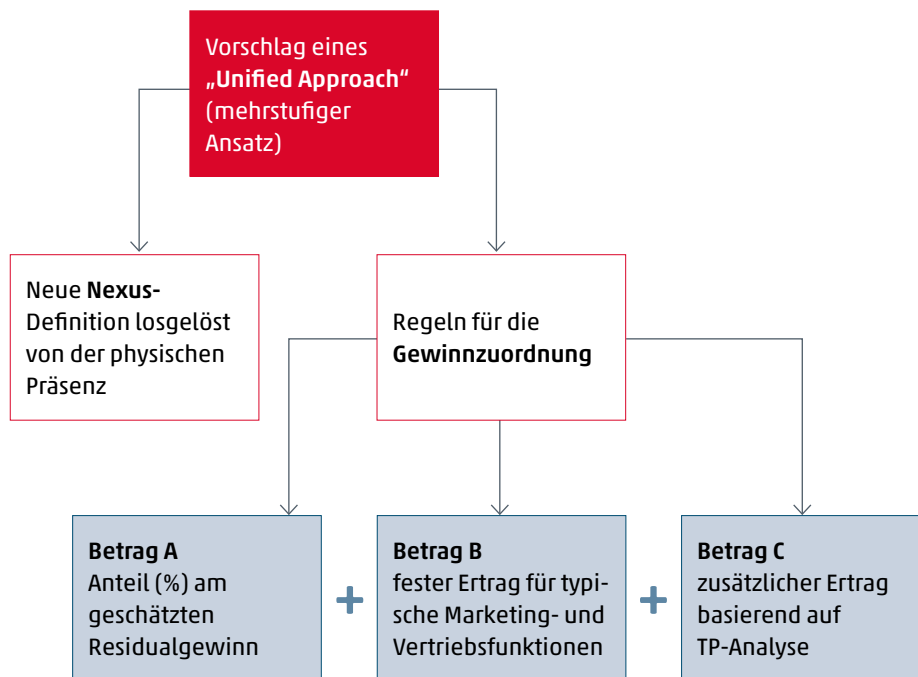 Vorschlag eines
„Unified Approach“
(mehrstufiger
Ansatz)
Neue Nexus-
Definition losgelöst
von der physischen
Präsenz
Regeln für die
Gewinnzuordnung
Betrag A
Anteil (%) am
geschätzten
Residualgewinn
+
Betrag B
fester Ertrag für typi-
sche Marketing- und
Vertriebsfunktionen
+
Betrag C
zusätzlicher Ertrag
basierend auf
TP-Analyse